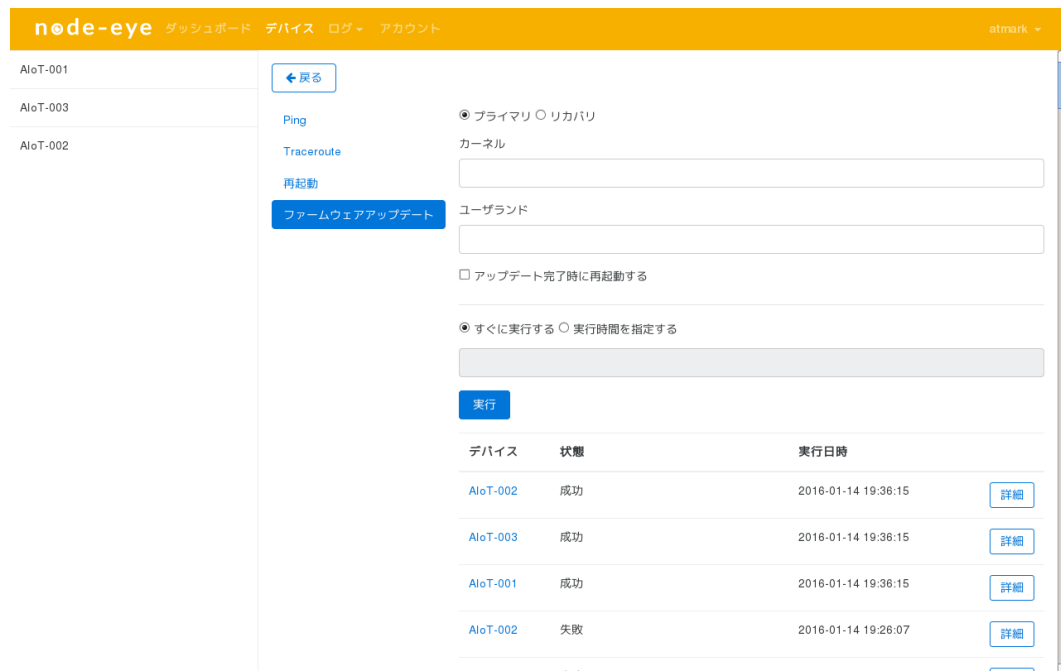 node-eye ダッシュボード デバイス ログ アカウント atmark
AIoT-001
AIoT-003
AIoT-002
戻る
Ping
Traceroute
再起動
ファームウェアアップデート
プライマリ リカバリ
カーネル
ユーザランド
アップデート完了時に再起動する
すぐに実行する 実行時間を指定する
実行
デバイス 状態 実行日時
AIoT-002 成功 2016-01-14 19:36:15 詳細
AIoT-003 成功 2016-01-14 19:36:15 詳細
AIoT-001 成功 2016-01-14 19:36:15 詳細
AIoT-002 失敗 2016-01-14 19:26:07 詳細